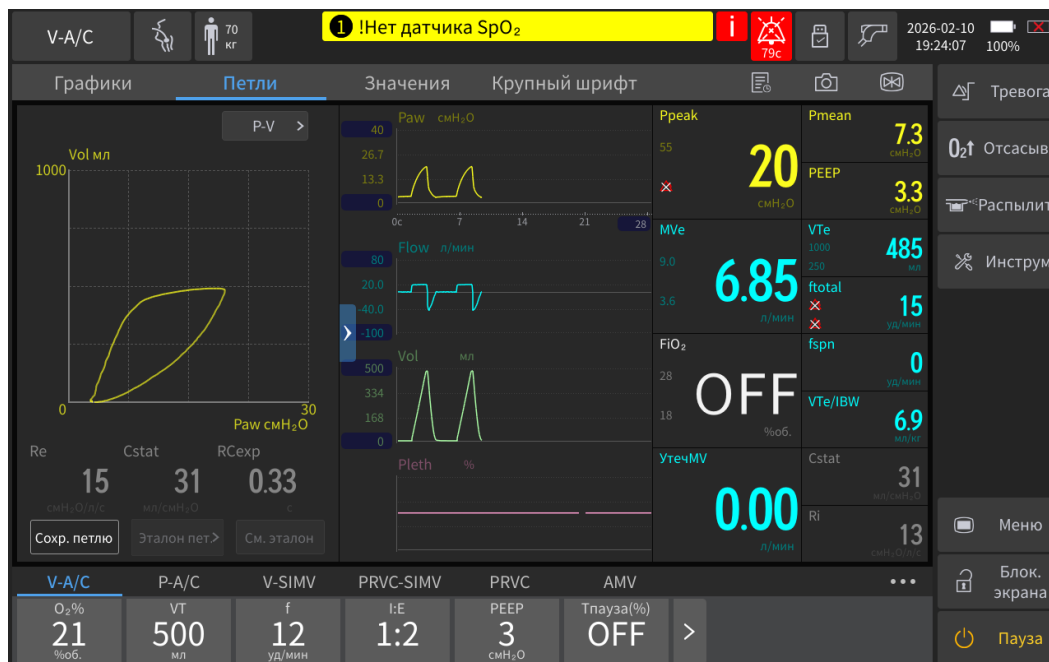 V-A/C
70
кг
1 !Нет датчика SpO₂
i
79с
2026-02-10
19:24:07
100%
Графики
Петли
Значения
Крупный шрифт
P-V >
Vol мл
1000
0
30
Paw смH₂O
Re
15
смH₂O/л/с
Cstat
31
мл/смH₂O
RCexp
0.33
с
Сохр. петлю
Эталон пет.>
См. эталон
Paw смH₂O
40
26.7
13.3
0
0с
7
14
21
28
Flow л/мин
80
20.0
-40.0
-100
Vol мл
500
334
168
0
Pleth %
Ppeak
55
20
смH₂O
Pmean
7.3
смH₂O
PEEP
3.3
смH₂O
MVe
9.0
3.6
6.85
л/мин
VTe
1000
250
485
мл
ftotal
15
уд/мин
FiO₂
28
18
OFF
%об.
fspn
0
уд/мин
VTe/IBW
6.9
мл/кг
УтечMV
0.00
л/мин
Cstat
31
мл/смH₂O
Ri
13
смH₂O/л/с
Тревога
O₂↑ Отсасыв
Распылит
Инструм
Меню
Блок.
экрана
Пауза
V-A/C
P-A/C
V-SIMV
PRVC-SIMV
PRVC
AMV
•••
O₂%
21
%об.
VT
500
мл
f
12
уд/мин
I:E
1:2
PEEP
3
смH₂O
Tпауза(%)
OFF
>